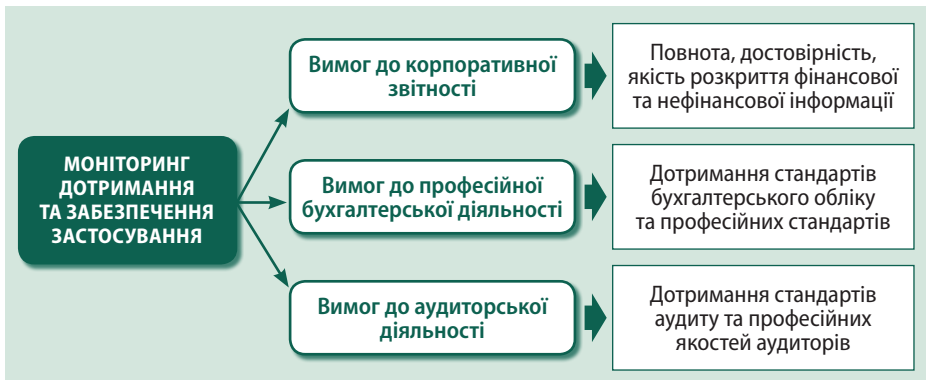 МОНІТОРИНГ
ДОТРИМАННЯ
ТА ЗАБЕЗПЕЧЕННЯ
ЗАСТОСУВАННЯ
Вимог до корпоративної
звітності
Повнота, достовірність,
якість розкриття фінансової
та нефінансової інформації
Вимог до професійної
бухгалтерської діяльності
Дотримання стандартів
бухгалтерського обліку
та професійних стандартів
Вимог до аудиторської
діяльності
Дотримання стандартів
аудиту та професійних
якостей аудиторів